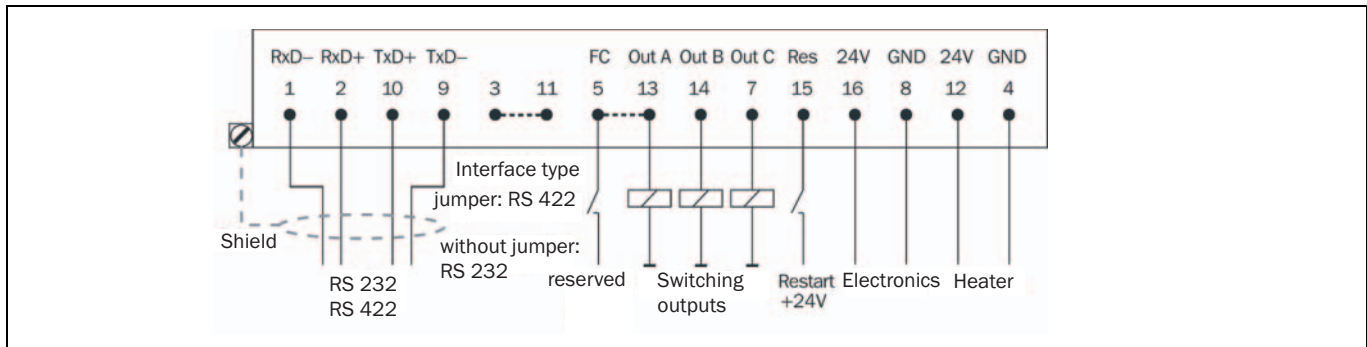 RxD– RxD+ TxD+ TxD– FC Out A Out B Out C Res 24V GND 24V GND
1 2 10 9 3 11 5 13 14 7 15 16 8 12 4
Interface type
jumper: RS 422
without jumper:
RS 232
Shield
RS 232
RS 422
reserved
Switching
outputs
Restart
+24V
Electronics
Heater